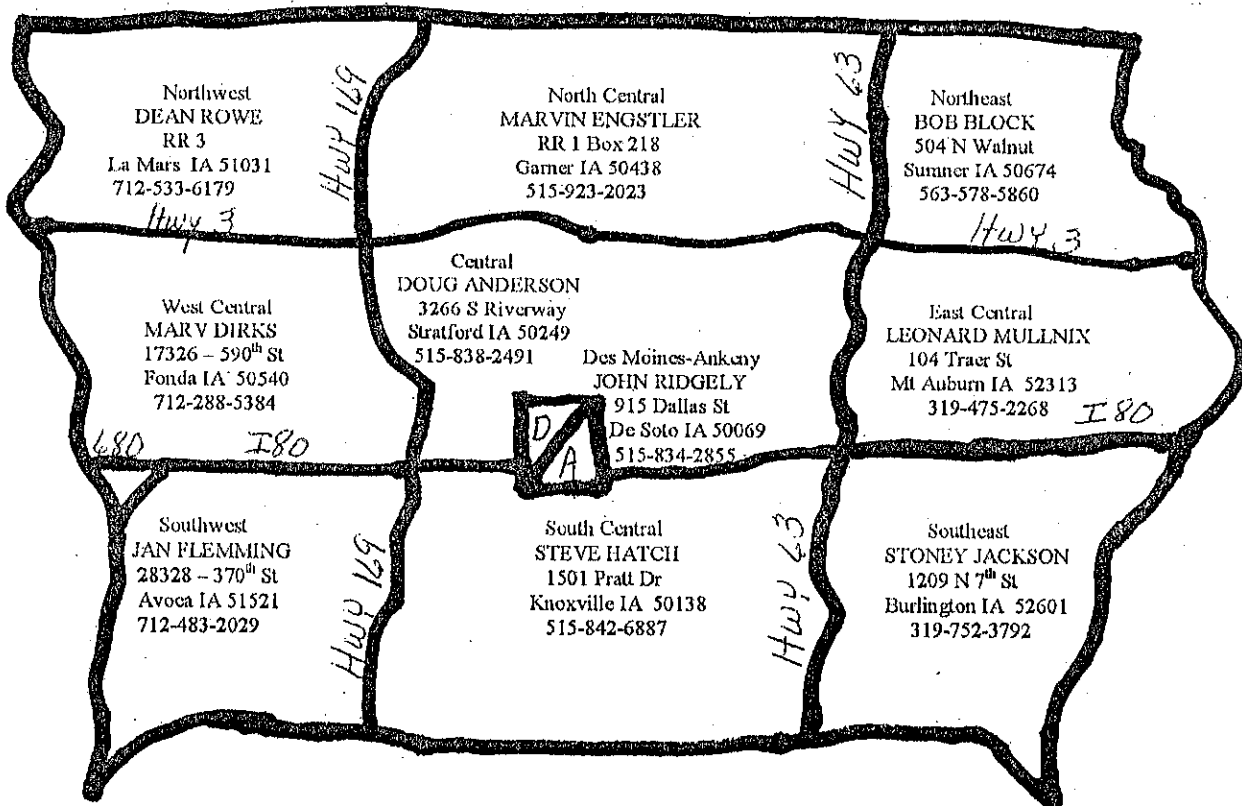 Northwest
DEAN ROWE
RR 3
La Mars IA 51031
712-533-6179
Hwy 169
North Central
MARVIN ENGSTLER
RR 1 Box 218
Garner IA 50438
515-923-2023
Hwy 63
Northeast
BOB BLOCK
504 N Walnut
Sumner IA 50674
563-578-5860
Hwy 3
Hwy 3
West Central
MARV DIRKS
17326 – 590th St
Fonda IA 50540
712-288-5384
Central
DOUG ANDERSON
3266 S Riverway
Stratford IA 50249
515-838-2491
Des Moines-Ankeny
JOHN RIDGELY
915 Dallas St
De Soto IA 50069
515-834-2855
D
A
East Central
LEONARD MULLNIX
104 Traer St
Mt Auburn IA 52313
319-475-2268
I80
680
I80
Southwest
JAN FLEMMING
28328 – 370th St
Avoca IA 51521
712-483-2029
Hwy 169
South Central
STEVE HATCH
1501 Pratt Dr
Knoxville IA 50138
515-842-6887
Hwy 63
Southeast
STONEY JACKSON
1209 N 7th St
Burlington IA 52601
319-752-3792